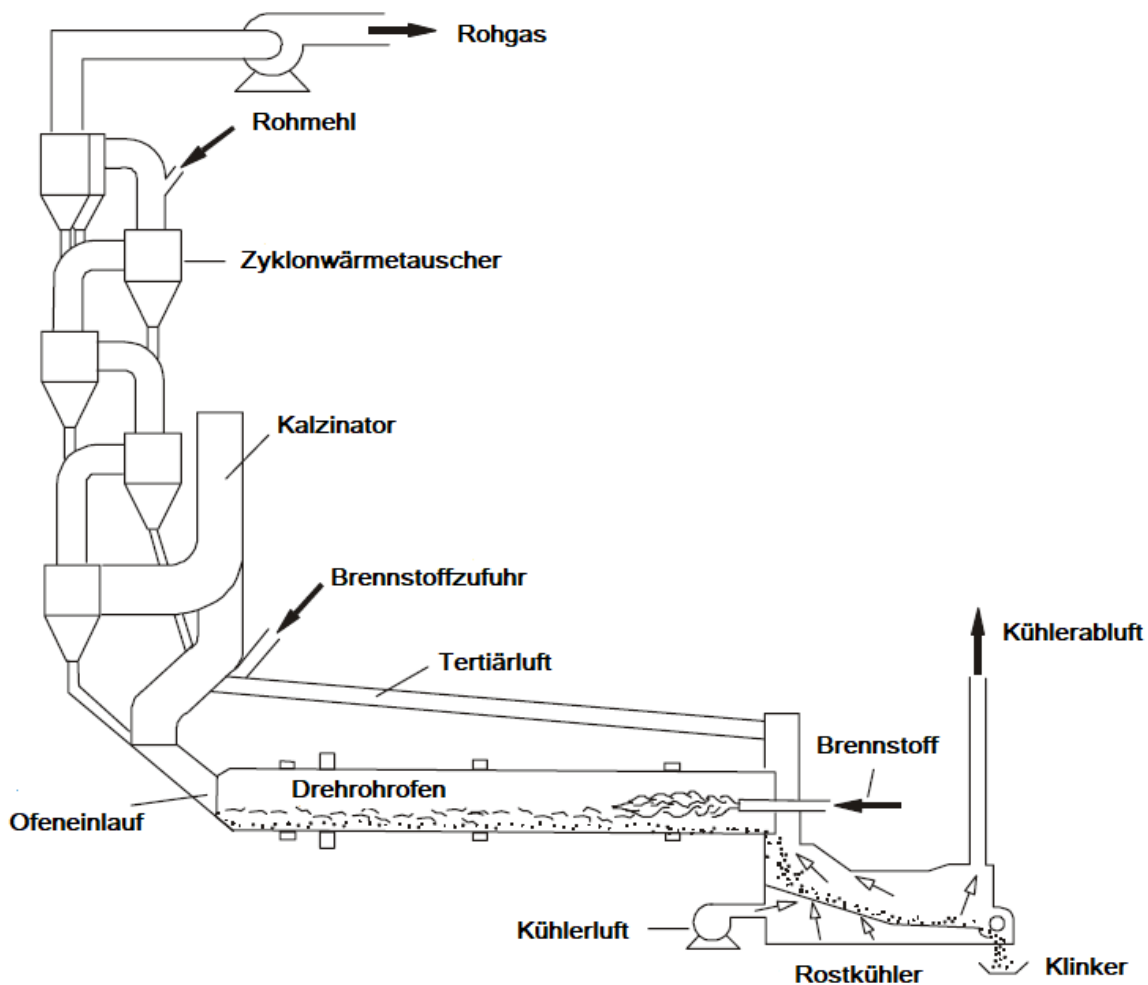 Rohgas
Rohmehl
Zyklonwärmetauscher
Kalzinator
Brennstoffzufuhr
Kühlerabluft
Tertiärluft
Brennstoff
Drehrohrofen
Ofeneinlauf
Kühlerluft
Rostkühler
Klinker